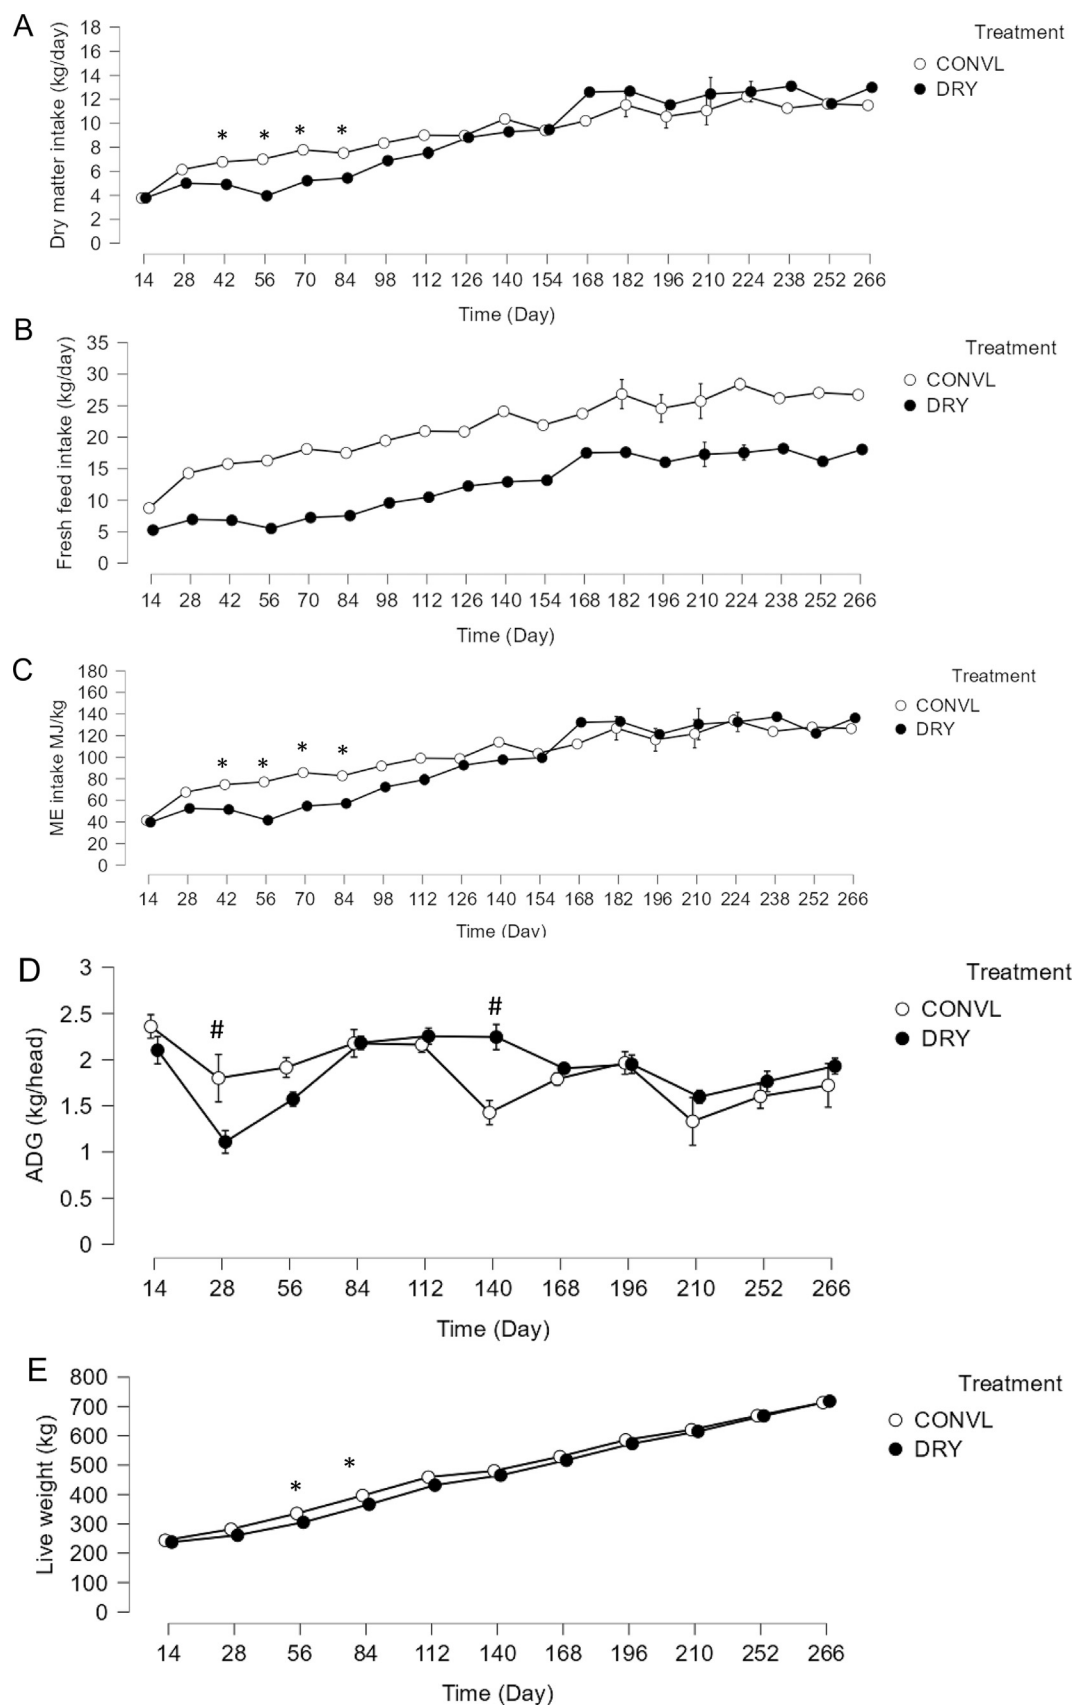 A
Dry matter intake (kg/day)
18
16
14
12
10
8
6
4
2
0
* * * *
14 28 42 56 70 84 98 112 126 140 154 168 182 196 210 224 238 252 266
Time (Day)
Treatment
CONVL
DRY
B
Fresh feed intake (kg/day)
35
30
25
20
15
10
5
0
14 28 42 56 70 84 98 112 126 140 154 168 182 196 210 224 238 252 266
Time (Day)
Treatment
CONVL
DRY
C
ME intake MJ/kg
180
160
140
120
100
80
60
40
20
0
* * * *
14 28 42 56 70 84 98 112 126 140 154 168 182 196 210 224 238 252 266
Time (Day)
Treatment
CONVL
DRY
D
ADG (kg/head)
3
2.5
2
1.5
1
0.5
0
# #
14 28 56 84 112 140 168 196 210 252 266
Time (Day)
Treatment
CONVL
DRY
E
Live weight (kg)
800
700
600
500
400
300
200
100
0
* *
14 28 56 84 112 140 168 196 210 252 266
Time (Day)
Treatment
CONVL
DRY